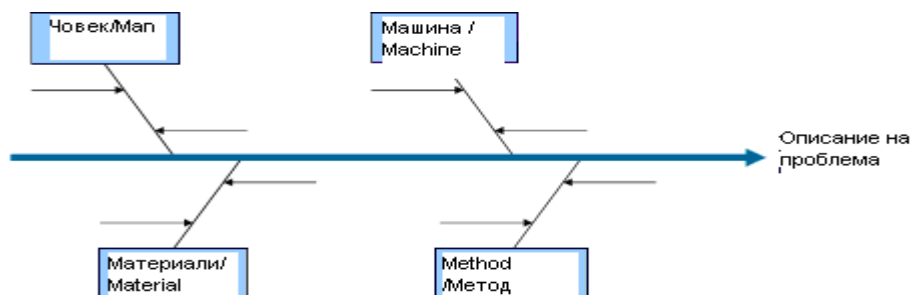 Човек/Man
Машина /
Machine
Описание на
проблема
Материали/
Material
Method
/Метод